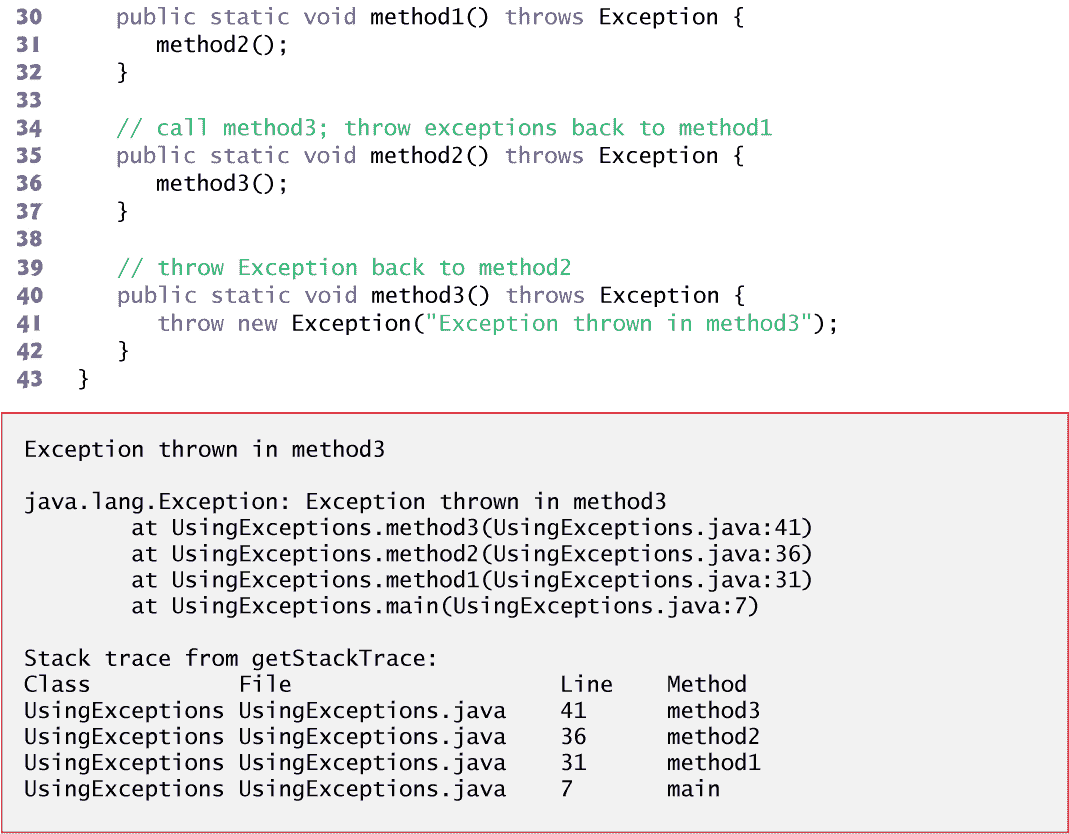 30 public static void method1() throws Exception {
31 method2();
32 }
33
34 // call method3; throw exceptions back to method1
35 public static void method2() throws Exception {
36 method3();
37 }
38
39 // throw Exception back to method2
40 public static void method3() throws Exception {
41 throw new Exception("Exception thrown in method3");
42 }
43 }
Exception thrown in method3
java.lang.Exception: Exception thrown in method3
at UsingExceptions.method3(UsingExceptions.java:41)
at UsingExceptions.method2(UsingExceptions.java:36)
at UsingExceptions.method1(UsingExceptions.java:31)
at UsingExceptions.main(UsingExceptions.java:7)
Stack trace from getStackTrace:
Class File Line Method
UsingExceptions UsingExceptions.java 41 method3
UsingExceptions UsingExceptions.java 36 method2
UsingExceptions UsingExceptions.java 31 method1
UsingExceptions UsingExceptions.java 7 main